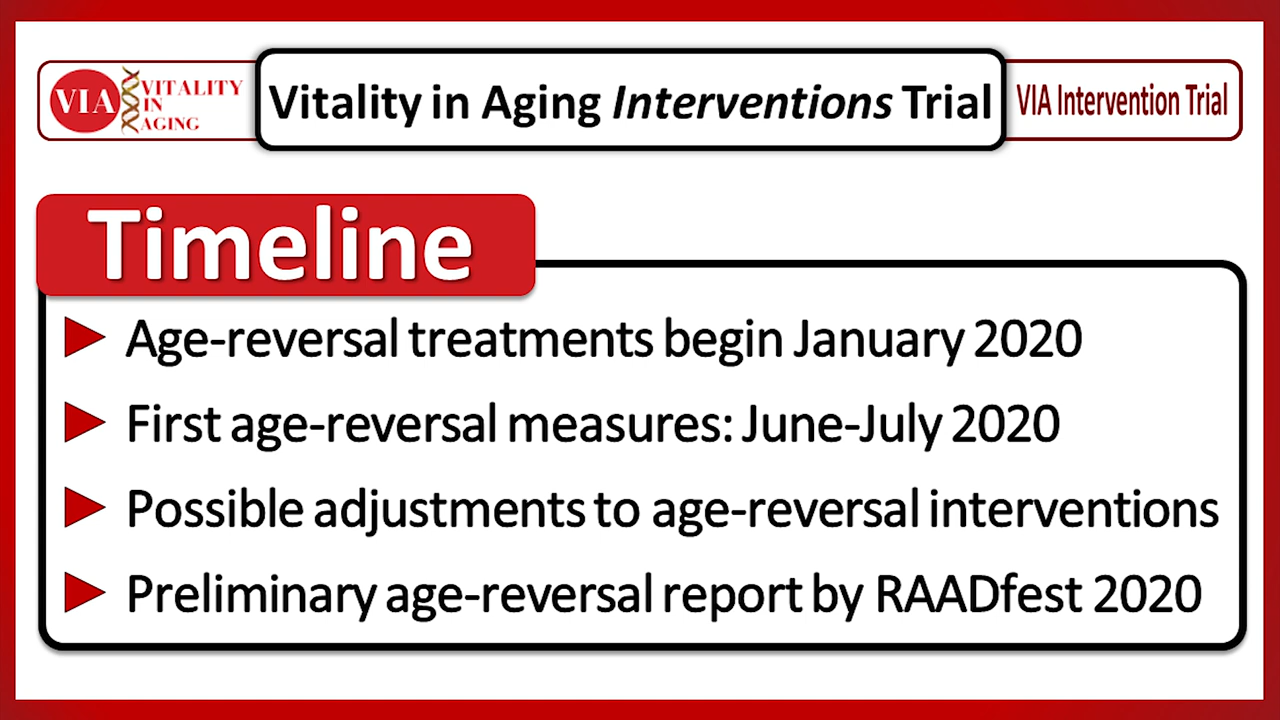 VIA VITALITY
IN
AGING
Vitality in Aging Interventions Trial
VIA Intervention Trial
Timeline
Age-reversal treatments begin January 2020
First age-reversal measures: June-July 2020
Possible adjustments to age-reversal interventions
Preliminary age-reversal report by RAADfest 2020